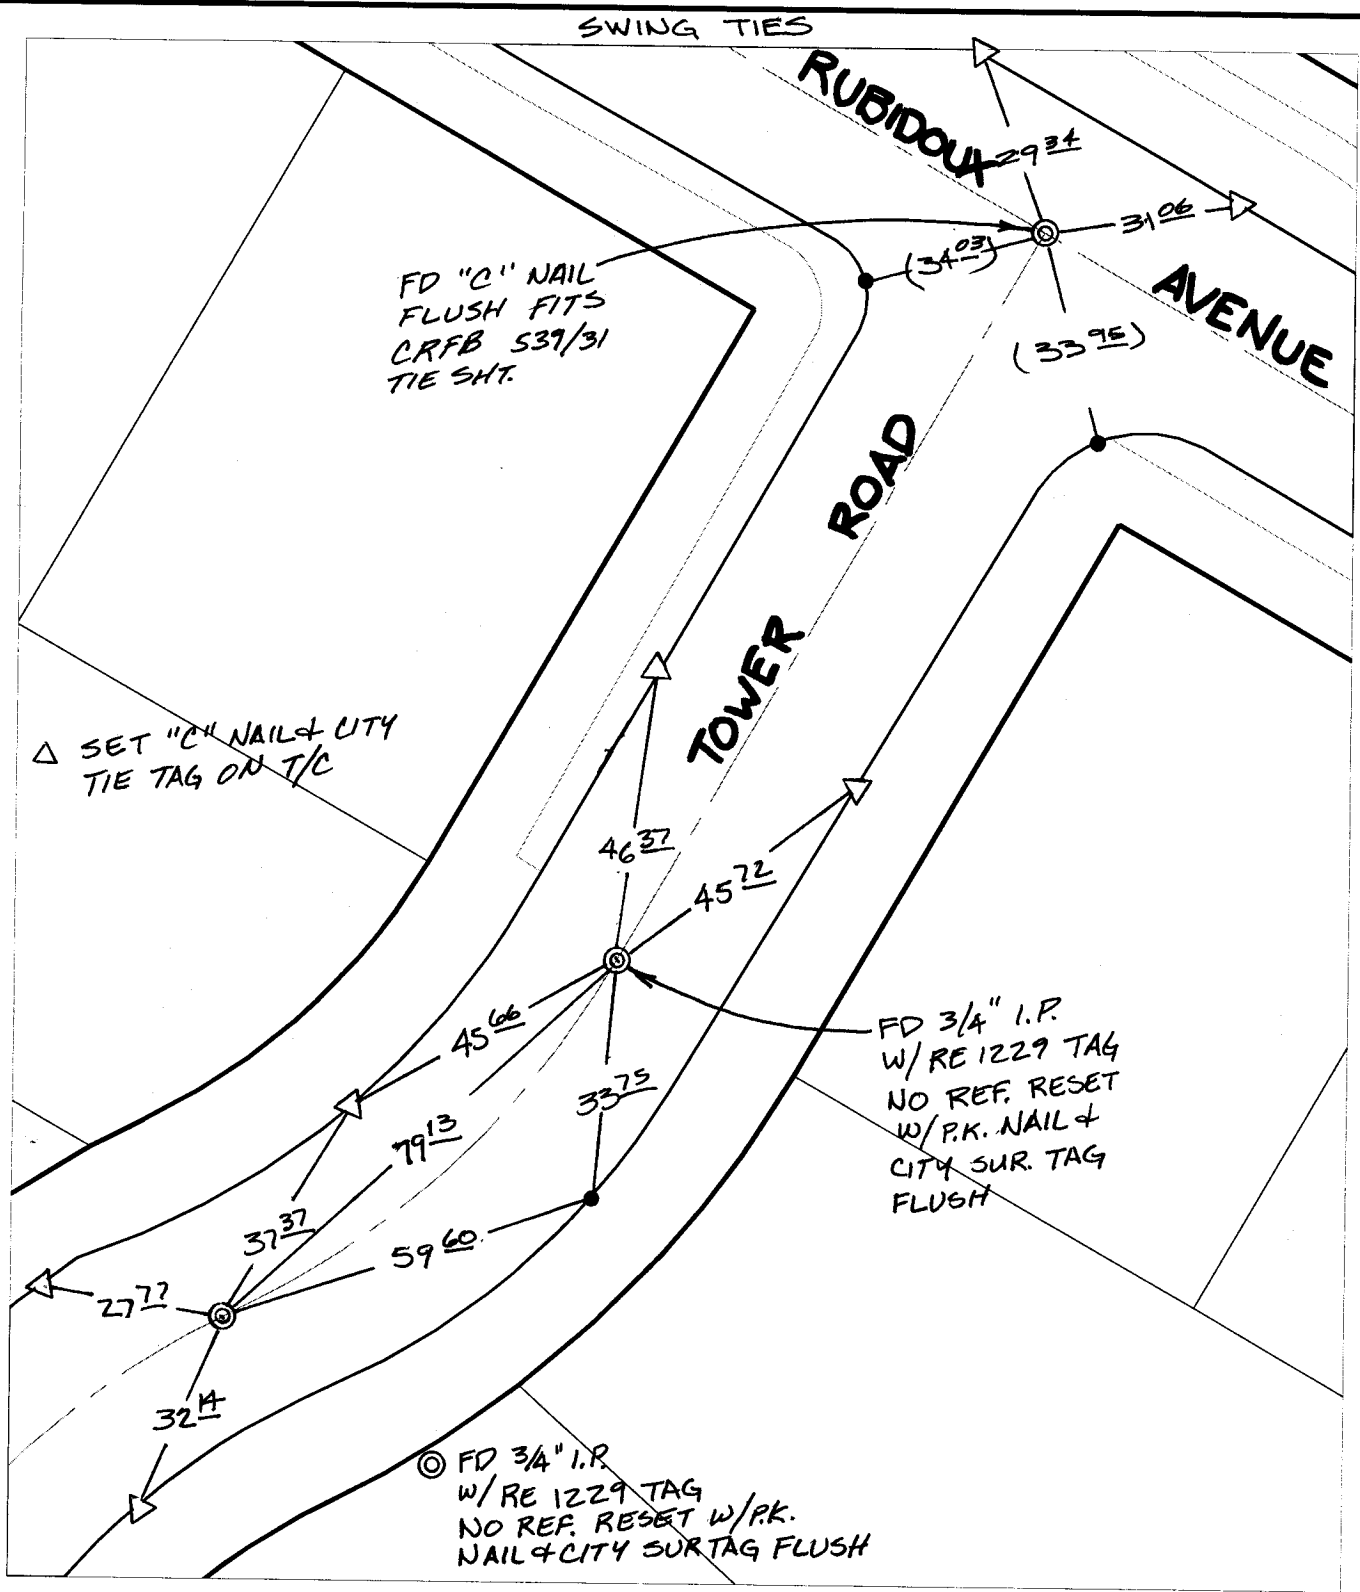 SWING TIES
RUBIDOUX
AVENUE
29 34
31 06
(34 03)
(33 95)
FD "C" NAIL
FLUSH FITS
CRFB 539/31
TIE SHT.
TOWER ROAD
△ SET "C" NAIL & CITY
TIE TAG ON T/C
46 37
45 72
45 66
79 13
33 75
FD 3/4" I.P.
W/ RE 1229 TAG
NO REF. RESET
W/ P.K. NAIL &
CITY SUR. TAG
FLUSH
37 37
59 60
27 77
32 14
FD 3/4" I.P.
W/ RE 1229 TAG
NO REF. RESET W/P.K.
NAIL & CITY SUR TAG FLUSH